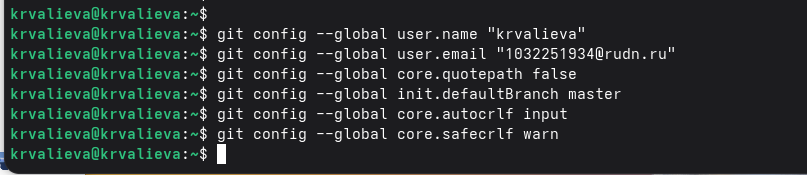 krvalieva@krvalieva:~$
krvalieva@krvalieva:~$ git config --global user.name "krvalieva"
krvalieva@krvalieva:~$ git config --global user.email "1032251934@rudn.ru"
krvalieva@krvalieva:~$ git config --global core.quotepath false
krvalieva@krvalieva:~$ git config --global init.defaultBranch master
krvalieva@krvalieva:~$ git config --global core.autocrlf input
krvalieva@krvalieva:~$ git config --global core.safecrlf warn
krvalieva@krvalieva:~$